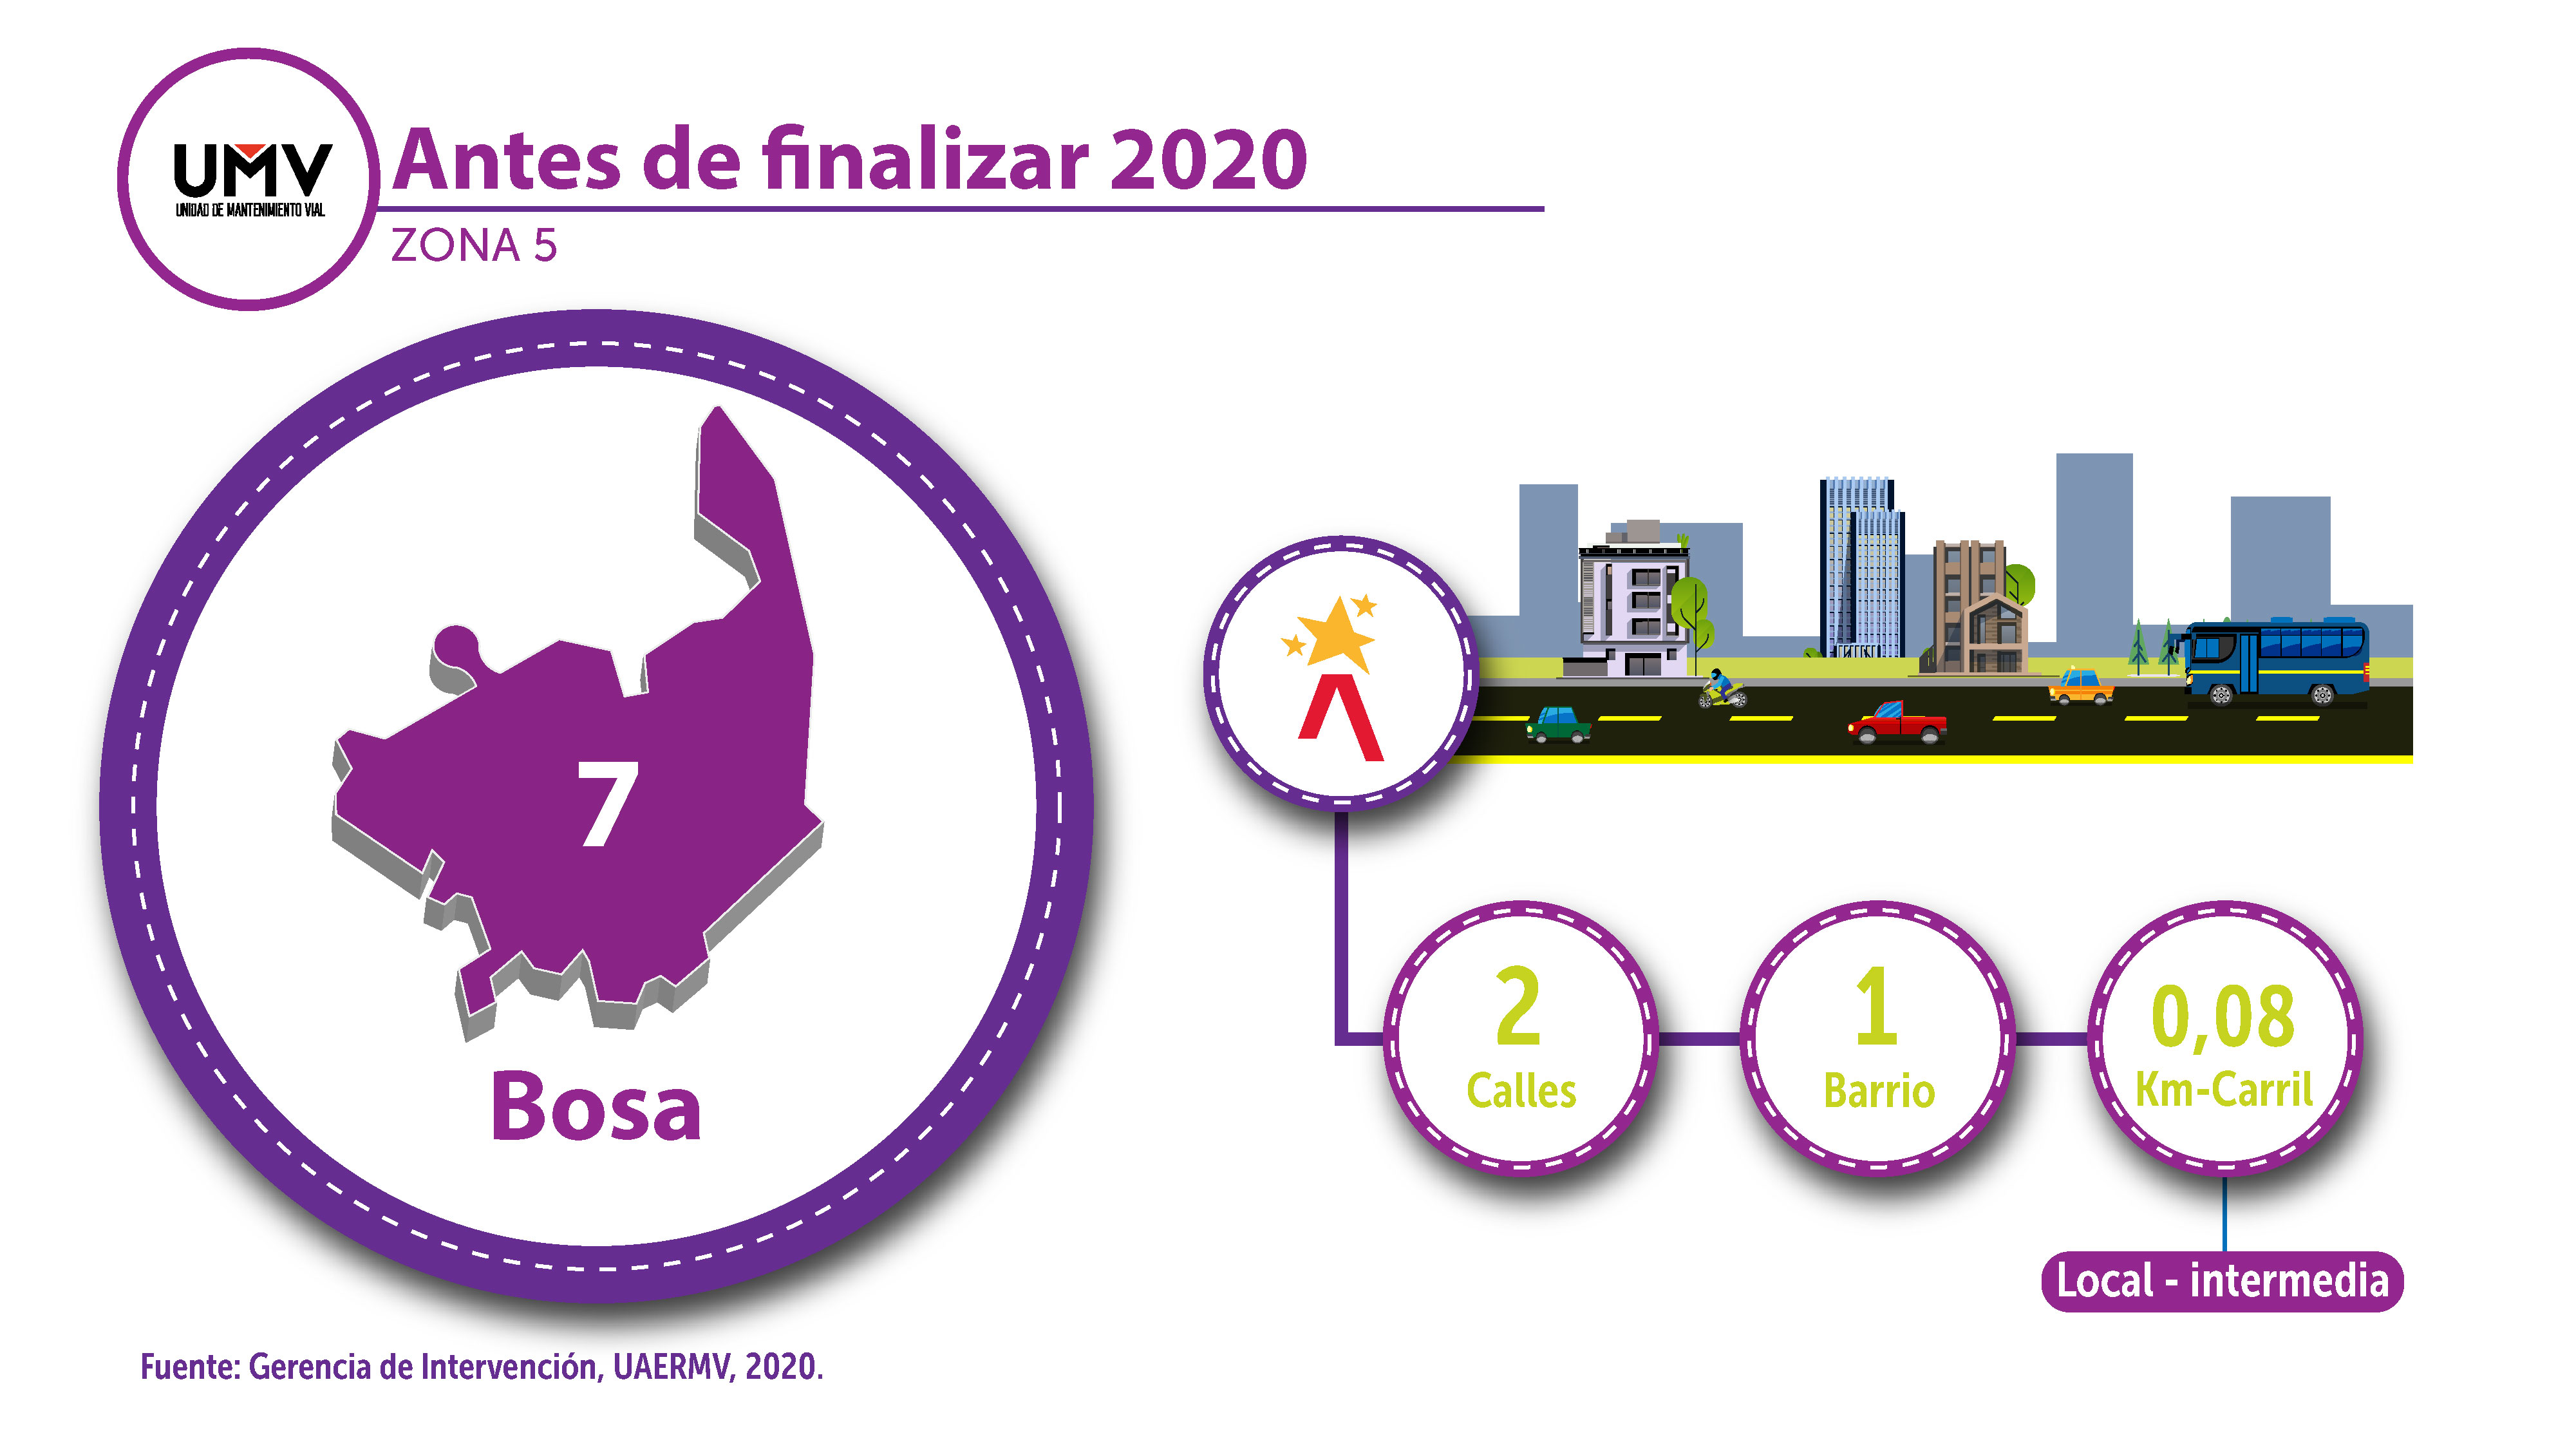 UMV
UNIDAD DE MANTENIMIENTO VIAL
Antes de finalizar 2020
ZONA 5
7
Bosa
2
Calles
1
Barrio
0,08
Km-Carril
Local - intermedia
Fuente: Gerencia de Intervención, UAERMV, 2020.